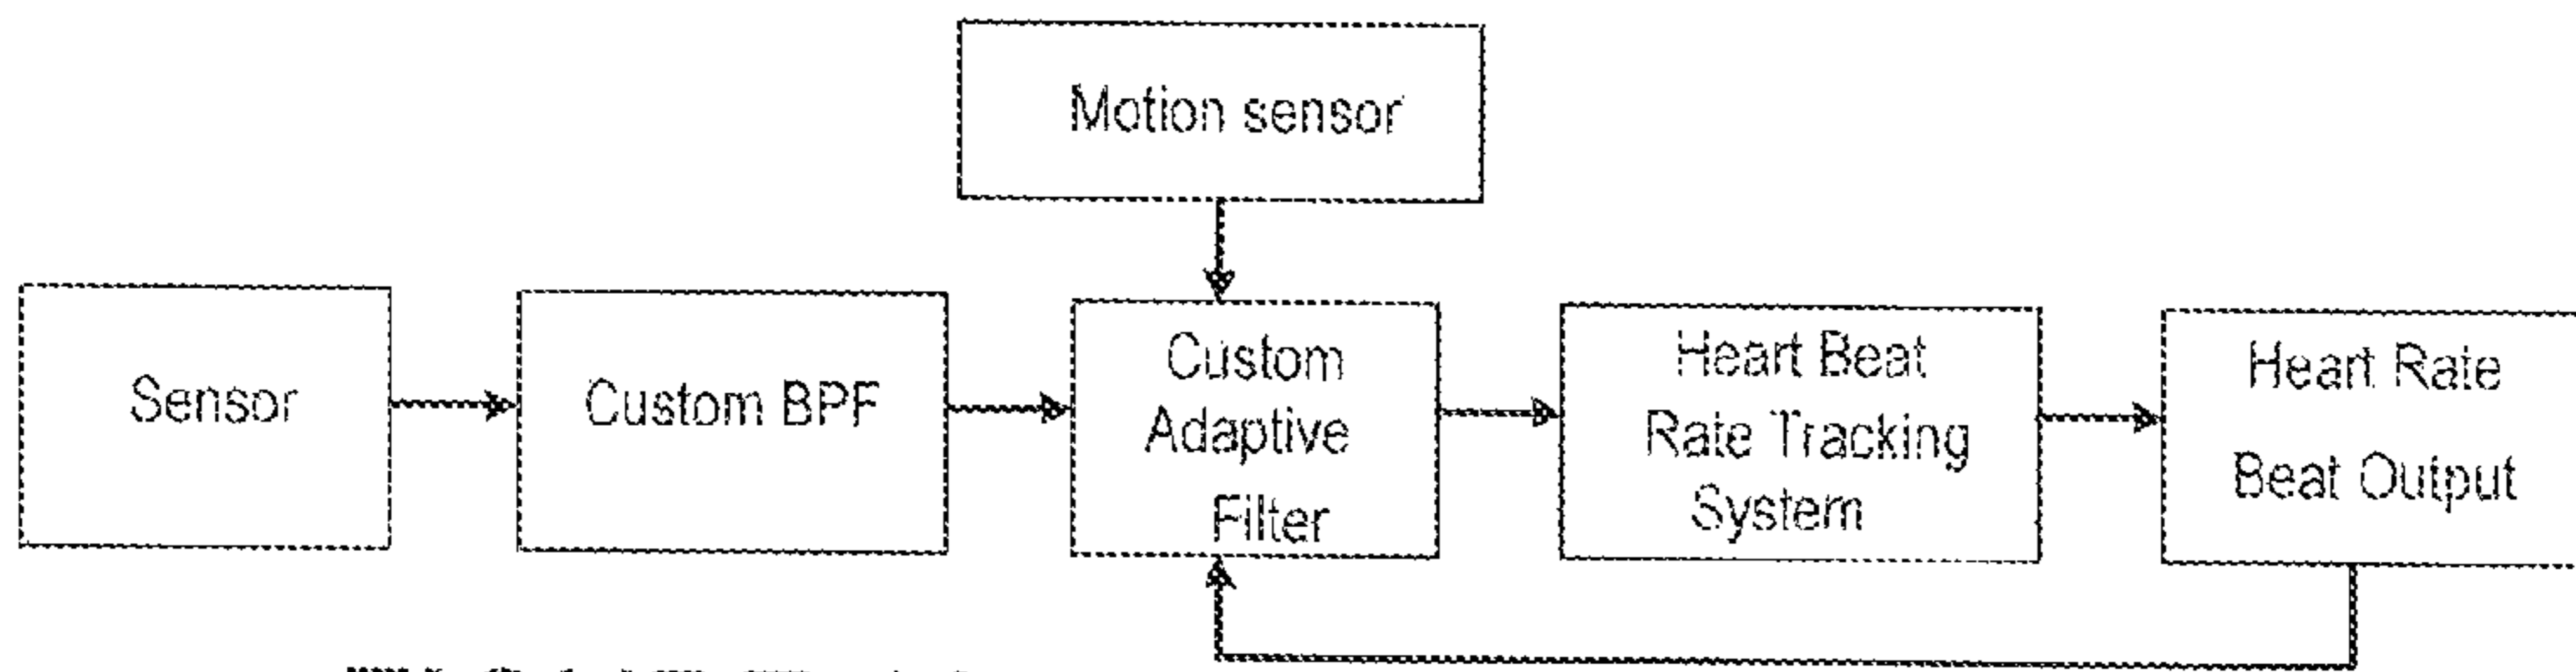 Motion sensor
Sensor
Custom BPF
Custom
Adaptive
Filter
Heart Beat
Rate Tracking
System
Heart Rate
Beat Output